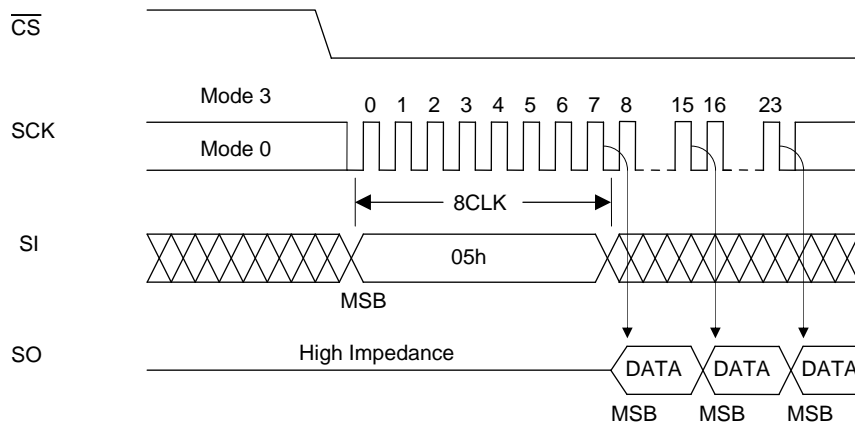 CS
Mode 3
0 1 2 3 4 5 6 7 8 15 16 23
SCK
Mode 0
8CLK
SI
05h
MSB
High Impedance
SO
DATA DATA DATA
MSB MSB MSB